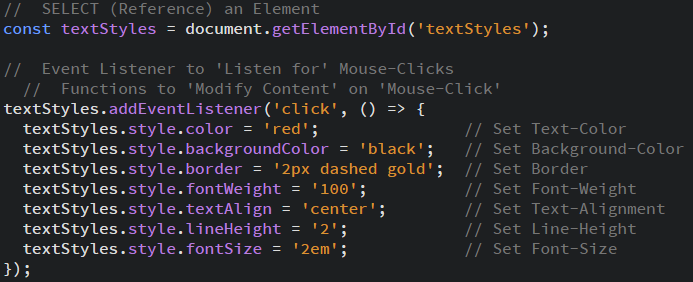 //  SELECT (Reference) an Element
const textStyles = document.getElementById('textStyles');

//  Event Listener to 'Listen for' Mouse-Clicks
  //  Functions to 'Modify Content' on 'Mouse-Click'
textStyles.addEventListener('click', () => {
  textStyles.style.color = 'red';               // Set Text-Color
  textStyles.style.backgroundColor = 'black';   // Set Background-Color
  textStyles.style.border = '2px dashed gold';  // Set Border
  textStyles.style.fontWeight = '100';          // Set Font-Weight
  textStyles.style.textAlign = 'center';        // Set Text-Alignment
  textStyles.style.lineHeight = '2';            // Set Line-Height
  textStyles.style.fontSize = '2em';            // Set Font-Size
});